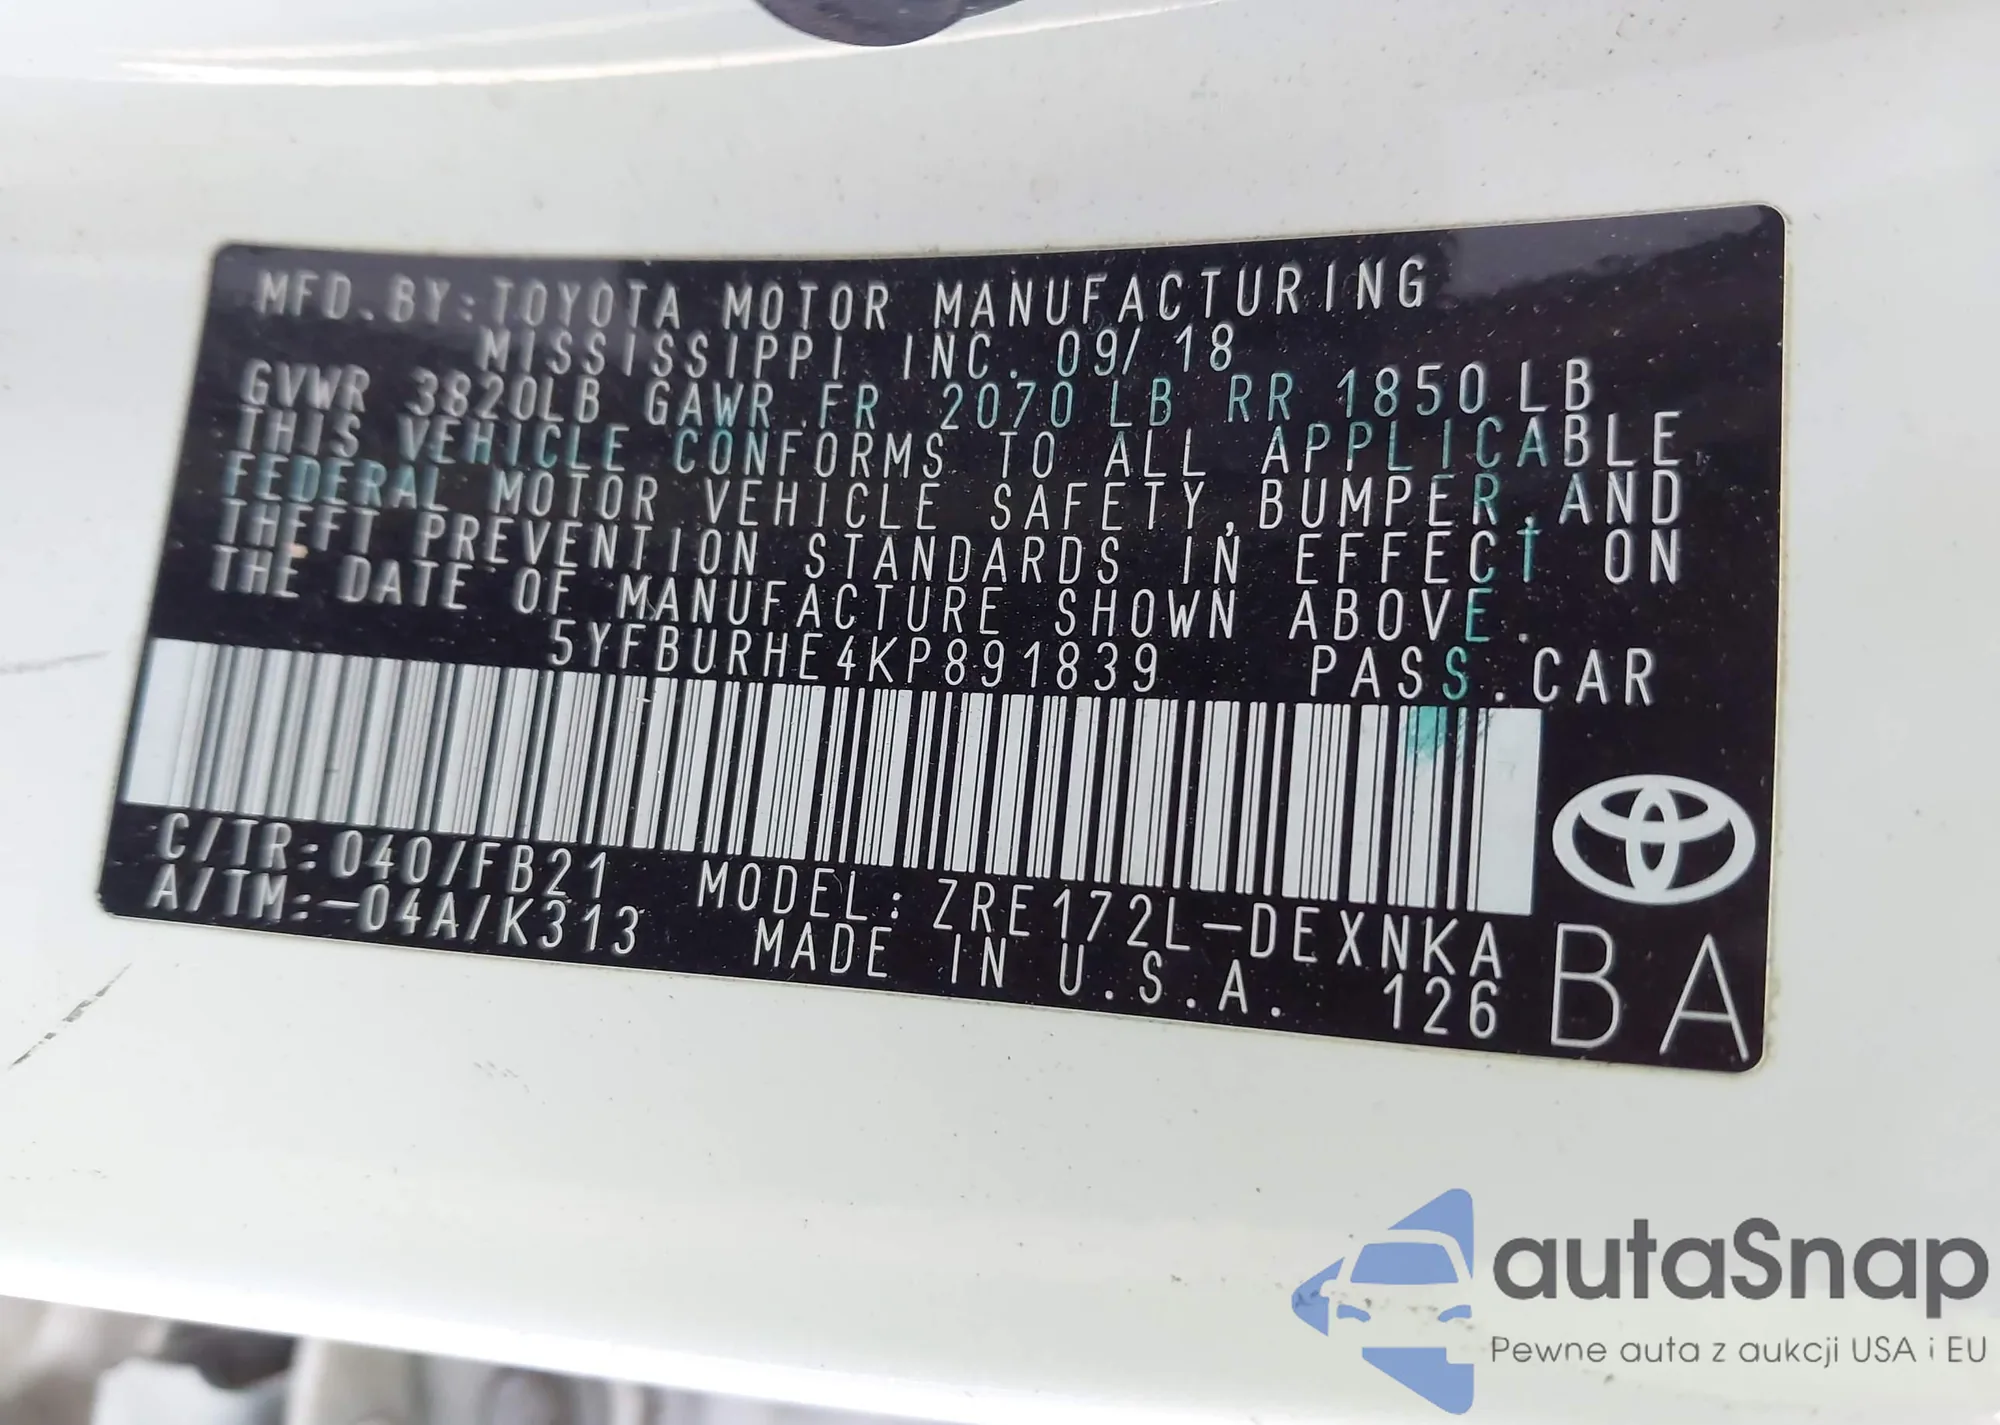 MFD.BY:TOYOTA MOTOR MANUFACTURING
MISSISSIPPI INC. 09/18
GVWR 3820LB GAWR FR 2070 LB RR 1850LB
THIS VEHICLE CONFORMS TO ALL APPLICABLE
FEDERAL MOTOR VEHICLE SAFETY,BUMPER,AND
THEFT PREVENTION STANDARDS IN EFFECT ON
THE DATE OF MANUFACTURE SHOWN ABOVE.
5YFBURHE4KP891839 PASS.CAR
C/TR:040/FB21 MODEL:ZRE172L-DEXNKA
A/TM:-04A/K313 MADE IN U.S.A. 126
BA
autaSnap
Pewne auta z aukcji USA i EU